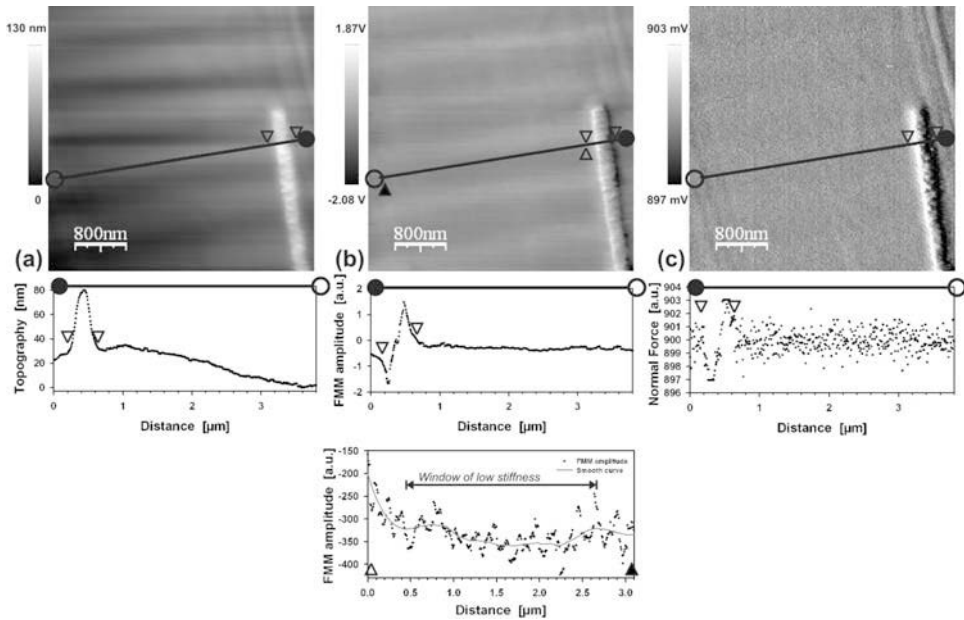 130 nm
0
800nm
(a)
1.87V
-2.08 V
800nm
(b)
903 mV
897 mV
800nm
(c)
Topography [nm]
80
60
40
20
0
0 1 2 3
Distance [µm]
FMM amplitude [a.u.]
2
1
0
-1
-2
0 1 2 3
Distance [µm]
Normal Force [a.u.]
904
903
902
901
900
899
898
897
896
0 1 2 3
Distance [µm]
FMM amplitude [a.u.]
-150
-200
-250
-300
-350
-400
FMM amplitude
Smooth curve
Window of low stiffness
0.0 0.5 1.0 1.5 2.0 2.5 3.0
Distance [µm]